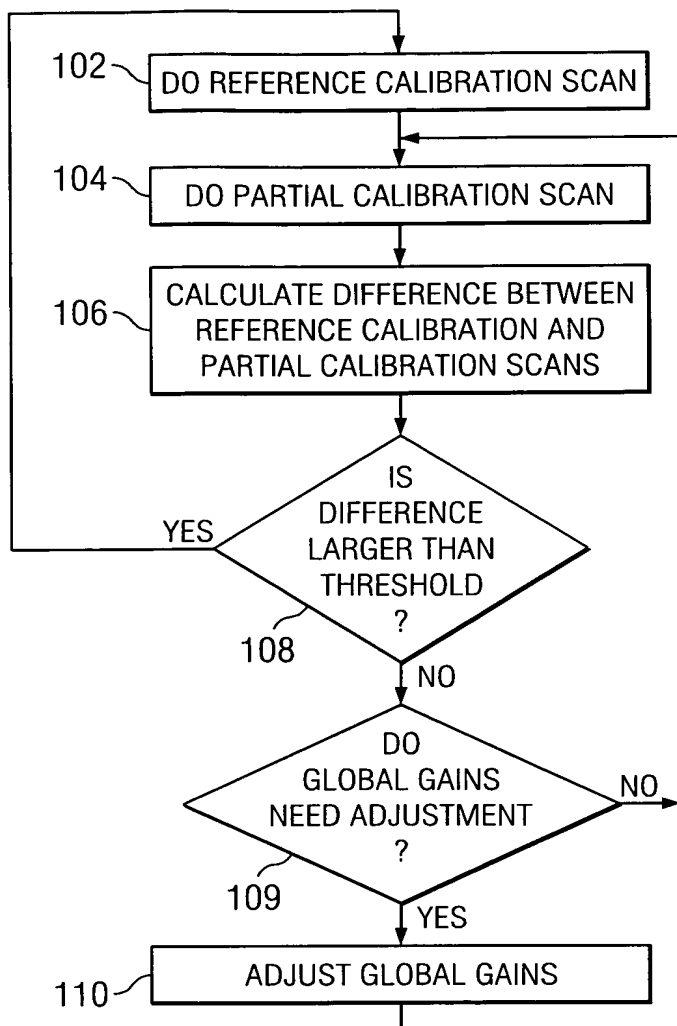 102
DO REFERENCE CALIBRATION SCAN
104
DO PARTIAL CALIBRATION SCAN
106
CALCULATE DIFFERENCE BETWEEN
REFERENCE CALIBRATION AND
PARTIAL CALIBRATION SCANS
IS
DIFFERENCE
LARGER THAN
THRESHOLD
?
YES
108
NO
DO
GLOBAL GAINS
NEED ADJUSTMENT
?
NO
109
YES
110
ADJUST GLOBAL GAINS